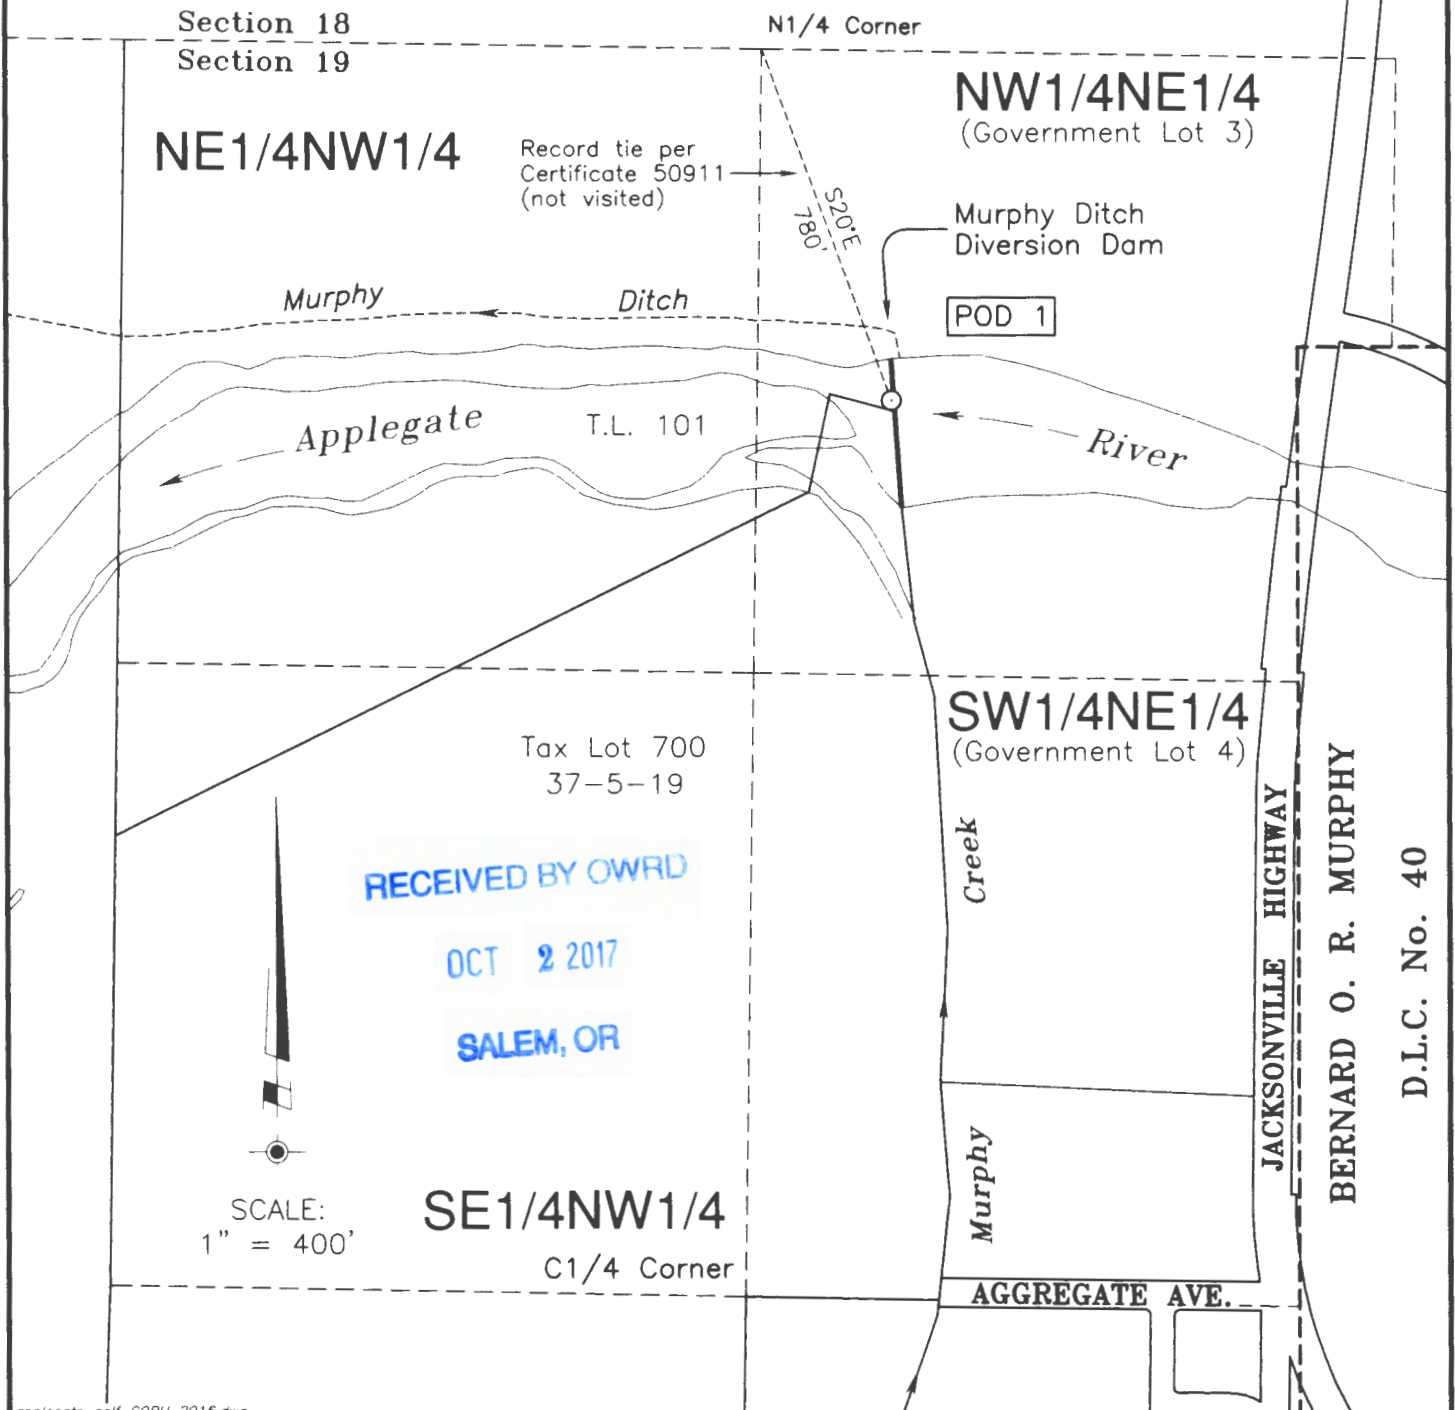 Section 18
N1/4 Corner
Section 19
NW1/4NE1/4
(Government Lot 3)
NE1/4NW1/4
Record tie per
Certificate 50911
(not visited)
S20°E
780'
Murphy Ditch
Diversion Dam
POD 1
Murphy Ditch
Applegate
T.L. 101
River
SW1/4NE1/4
(Government Lot 4)
Tax Lot 700
37-5-19
RECEIVED BY OWRD
OCT 2 2017
SALEM, OR
Murphy Creek
JACKSONVILLE HIGHWAY
BERNARD O. R. MURPHY
D.L.C. No. 40
SCALE:
1" = 400'
SE1/4NW1/4
C1/4 Corner
AGGREGATE AVE.